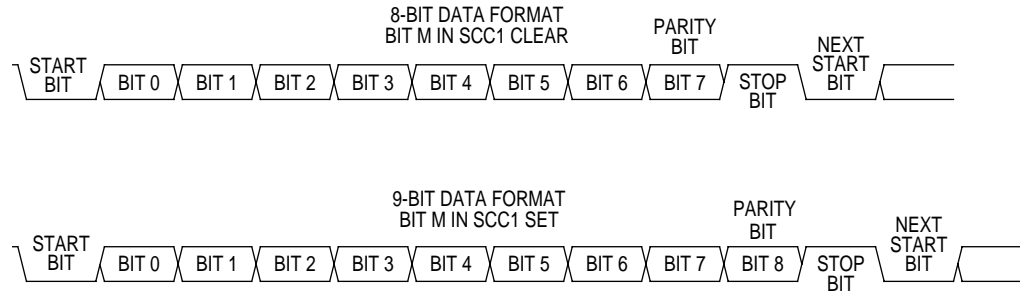 8-BIT DATA FORMAT
BIT M IN SCC1 CLEAR
PARITY
BIT
START
BIT
BIT 0
BIT 1
BIT 2
BIT 3
BIT 4
BIT 5
BIT 6
BIT 7
STOP
BIT
NEXT
START
BIT
9-BIT DATA FORMAT
BIT M IN SCC1 SET
PARITY
BIT
START
BIT
BIT 0
BIT 1
BIT 2
BIT 3
BIT 4
BIT 5
BIT 6
BIT 7
BIT 8
STOP
BIT
NEXT
START
BIT